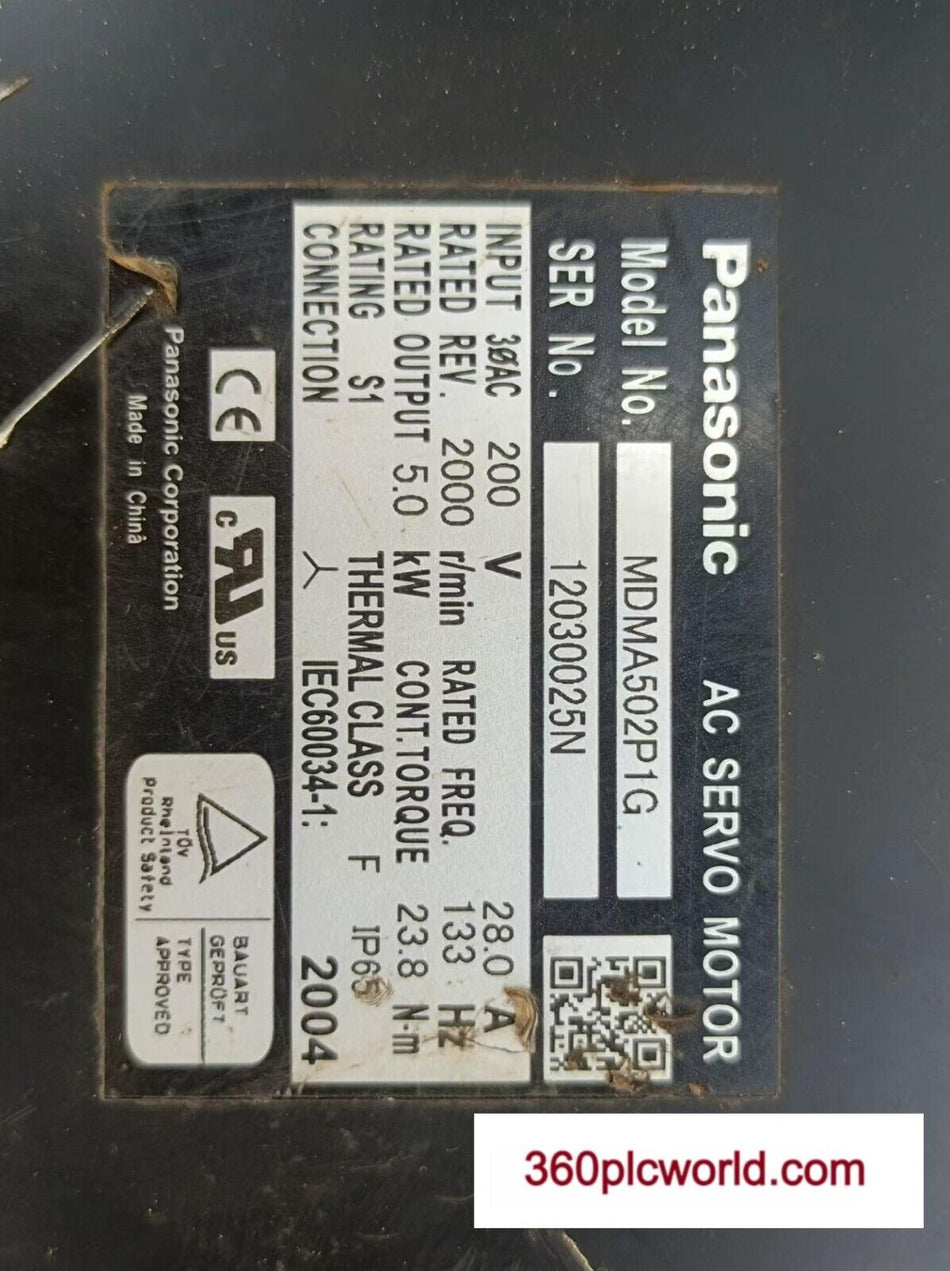 Panasonic AC SERVO MOTOR
Model No. MDMA502P1G
SER No. 12030025N
INPUT 3ØAC 200 V 28.0 A
RATED REV. 2000 r/min RATED FREQ. 133 Hz
RATED OUTPUT 5.0 kW CONT.TORQUE 23.8 N·m
RATING S1 THERMAL CLASS F IP65
CONNECTION 人 IEC60034-1: 2004
CE
c RU US
TÜV
Rheinland
Product Safety
BAUART
GEPRÜFT
TYPE
APPROVED
Panasonic Corporation
Made in China
360plcworld.com